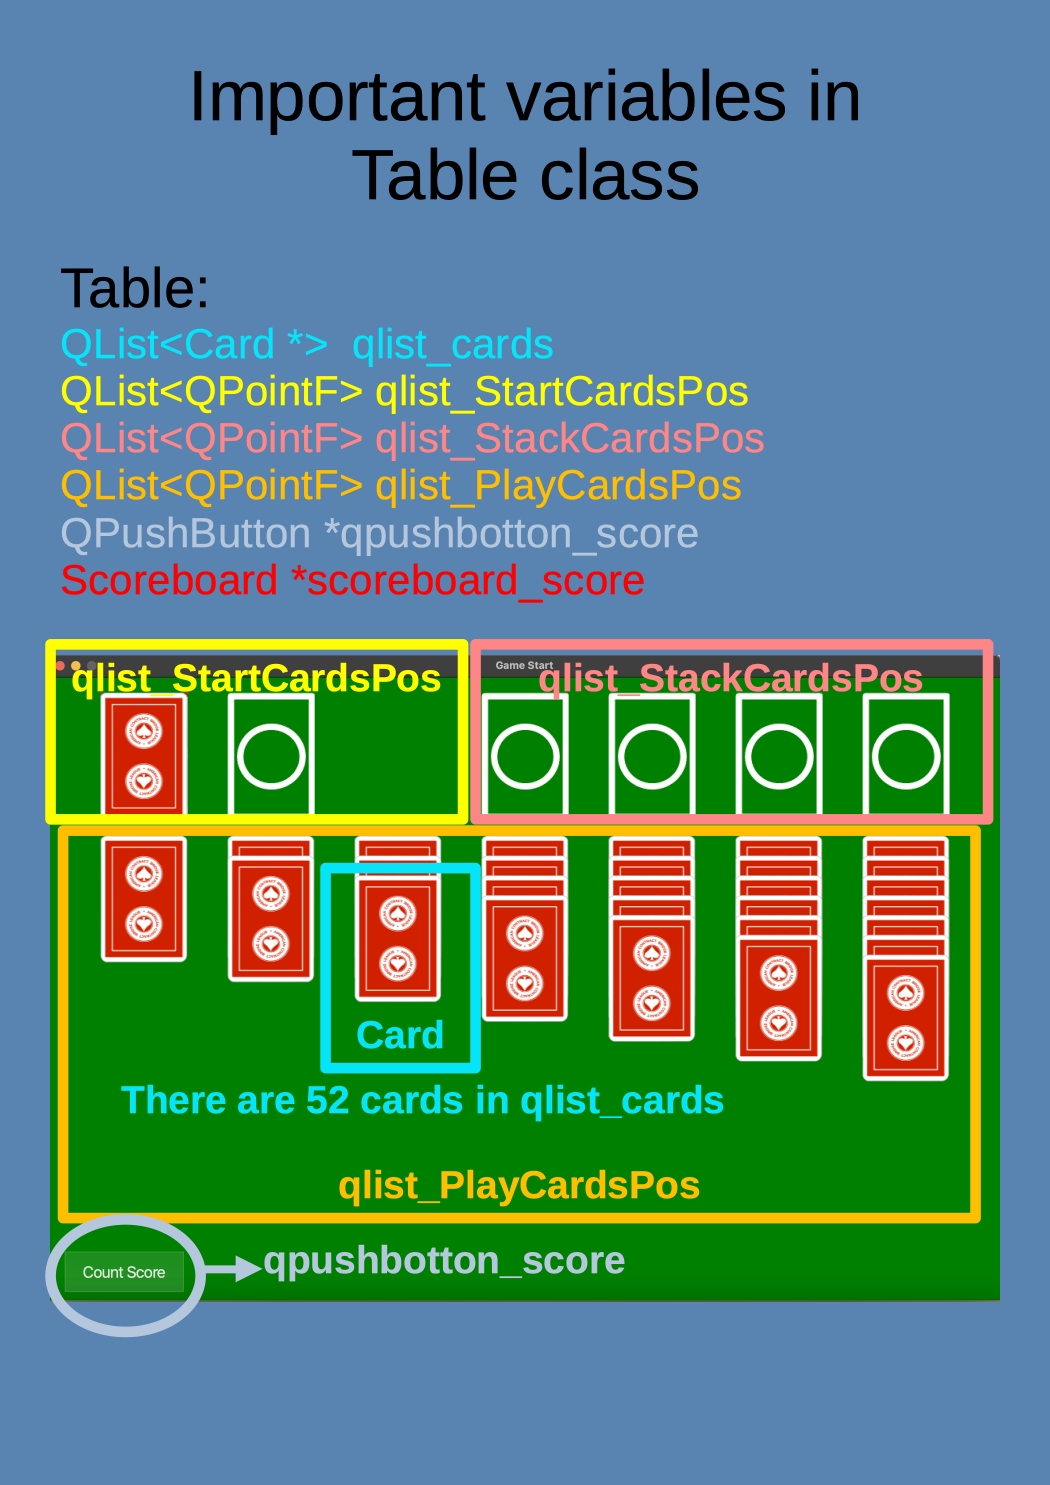 Important variables in
Table class
Table:
QList<Card *>  qlist_cards
QList<QPointF> qlist_StartCardsPos
QList<QPointF> qlist_StackCardsPos
QList<QPointF> qlist_PlayCardsPos
QPushButton *qpushbotton_score
Scoreboard *scoreboard_score
Game Start
qlist_StartCardsPos
qlist_StackCardsPos
Card
There are 52 cards in qlist_cards
qlist_PlayCardsPos
qpushbotton_score
Count Score